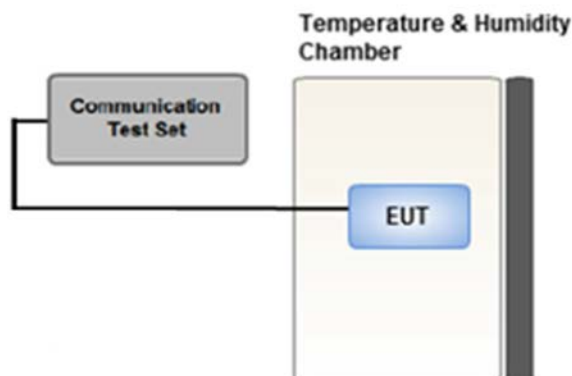 Temperature & Humidity
Chamber
Communication
Test Set
EUT